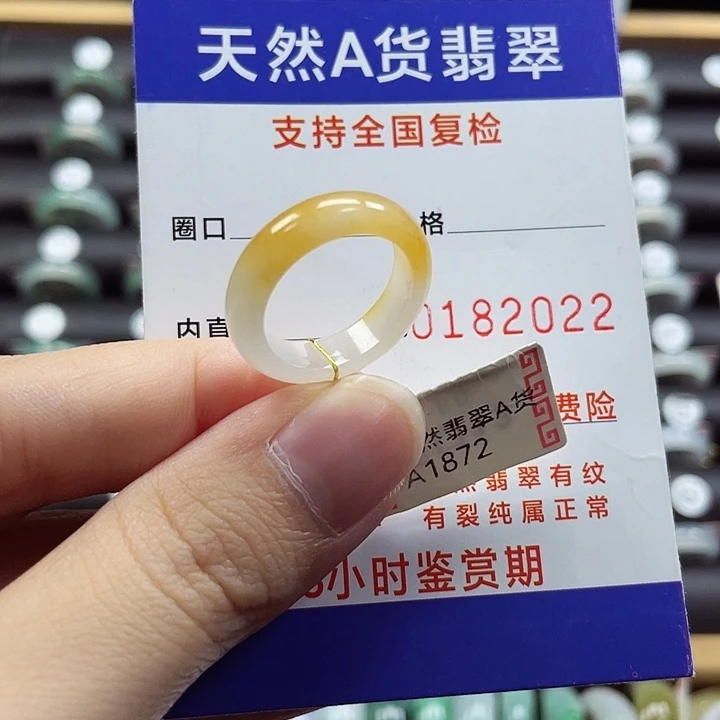 天然A货翡翠
支持全国复检
圈口
格
内直
0182022
然翡翠A货
A1872
费险
翡翠有纹
有裂纯属正常
小时鉴赏期